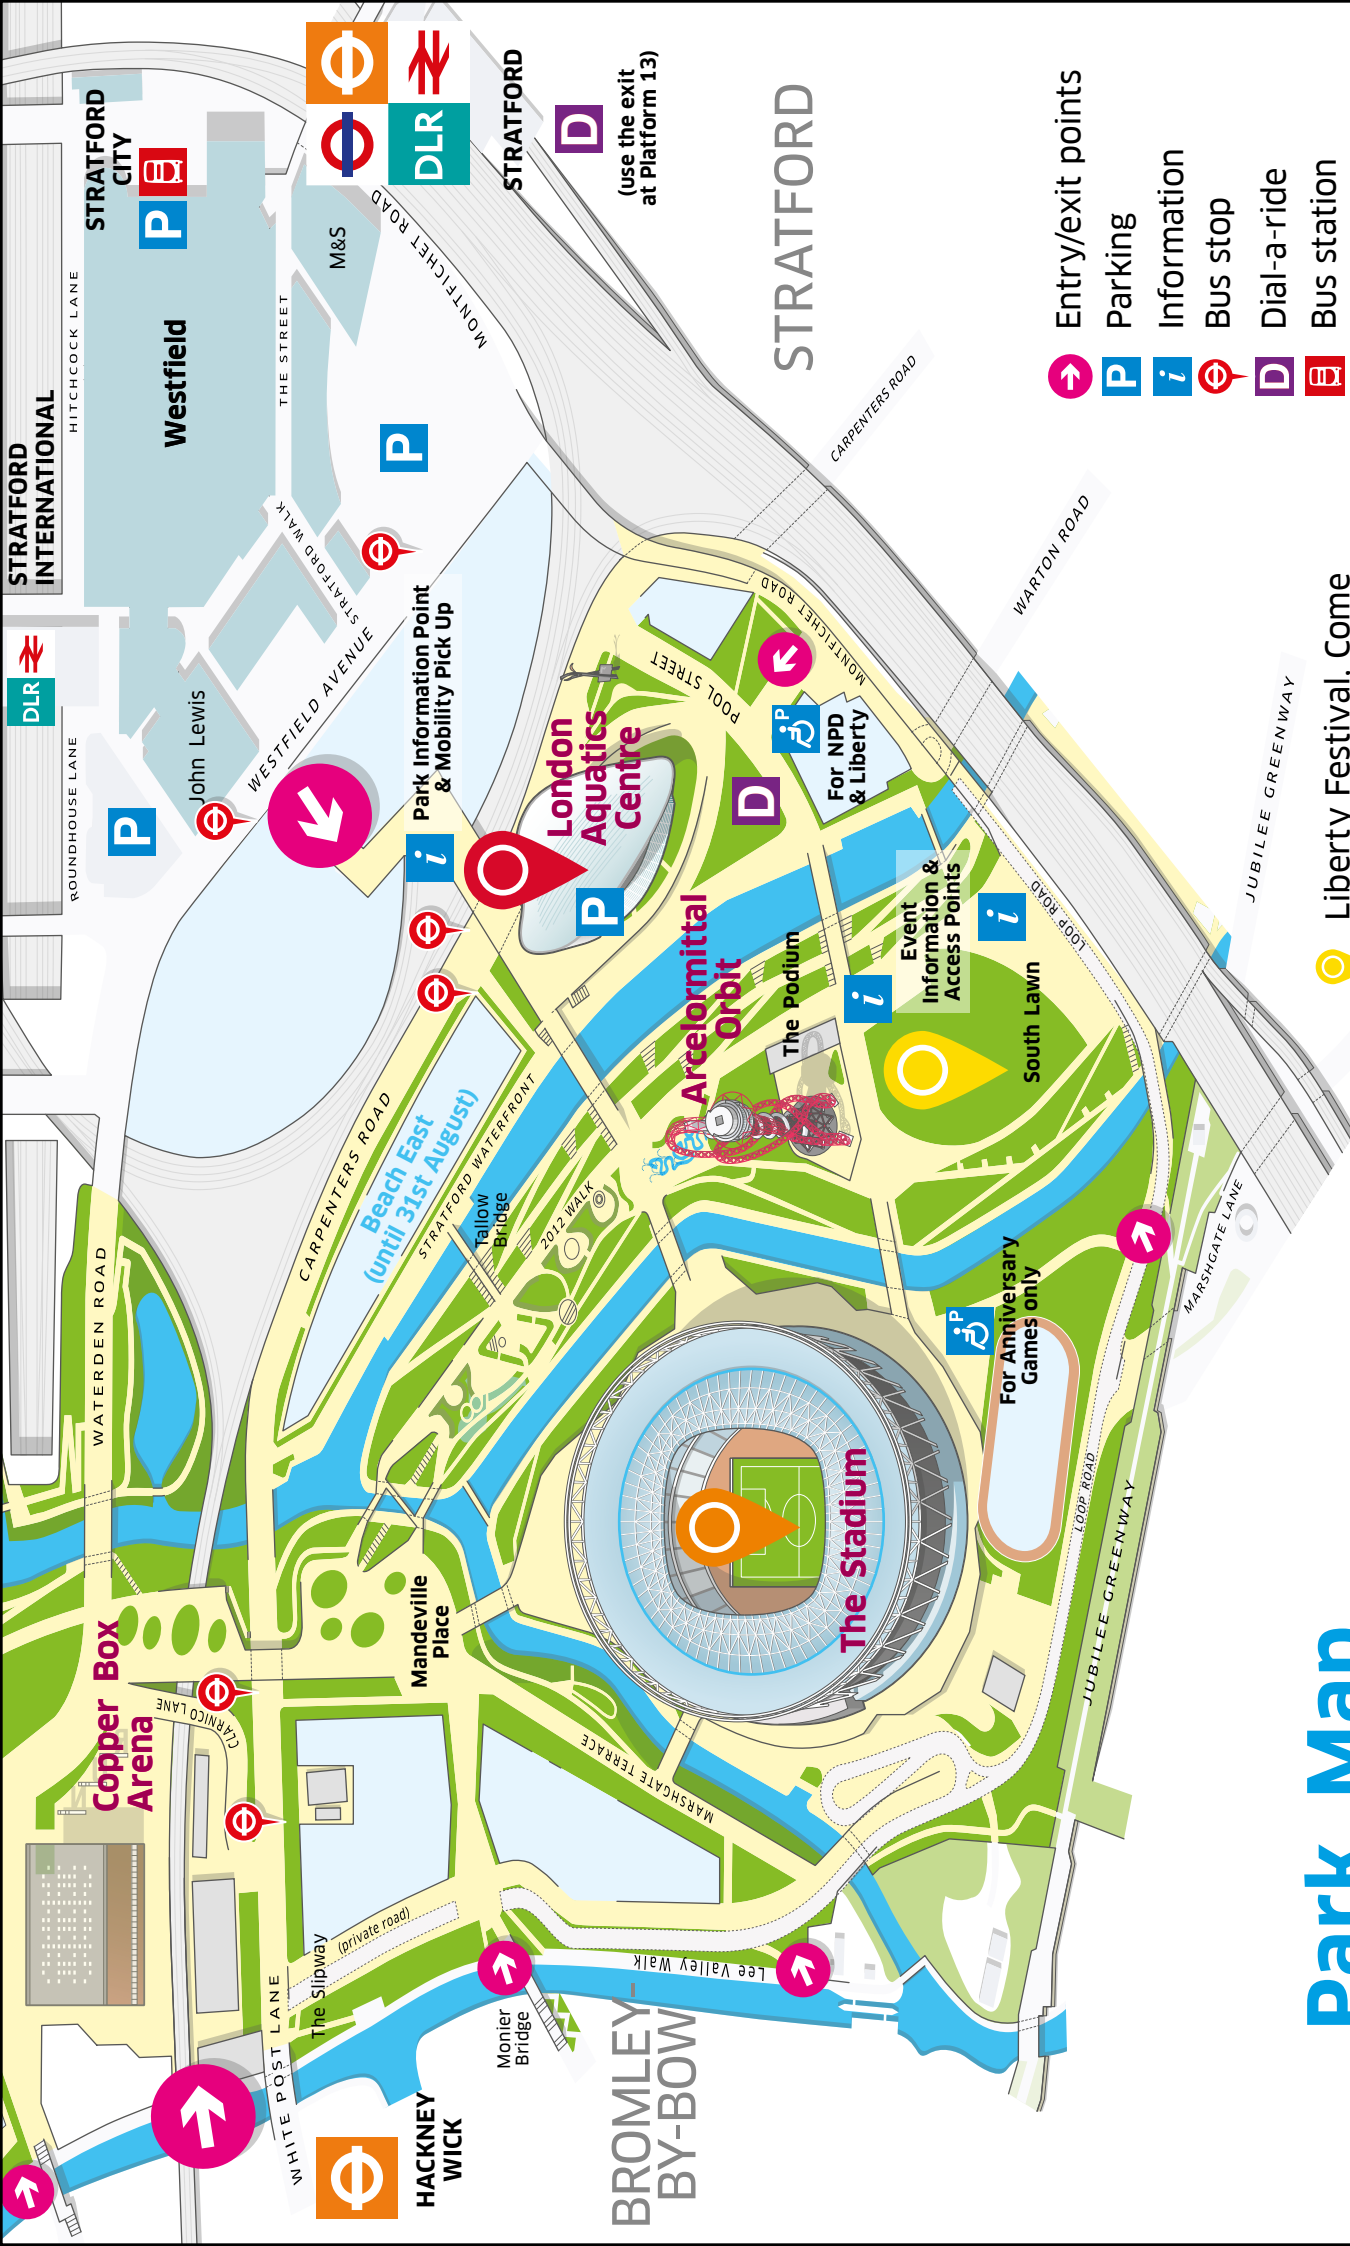 STRATFORD
INTERNATIONAL
DLR
HITCHCOCK LANE
STRATFORD
CITY
P
Westfield
THE STREET
M&S
MONTFICHET ROAD
DLR
STRATFORD
D
(use the exit
at Platform 13)
STRATFORD
ROUNDHOUSE LANE
P
John Lewis
WESTFIELD AVENUE
STRATFORD WALK
P
Park Information Point
& Mobility Pick Up
i
London
Aquatics
Centre
P
POOL STREET
MONTFICHET ROAD
D
P
For NPD
& Liberty
CARPENTERS ROAD
WARTON ROAD
JUBILEE GREENWAY
WATERDEN ROAD
CARPENTERS ROAD
Beach East
(until 31st August)
STRATFORD WATERFRONT
Tallow
Bridge
2012 WALK
Arcelormittal
Orbit
The Podium
i
Event
Information &
Access Points
i
South Lawn
LOOP ROAD
MARSHGATE LANE
P
For Anniversary
Games only
LOOP ROAD
JUBILEE GREENWAY
The Stadium
Mandeville
Place
Copper Box
Arena
CLARNICO LANE
MARSHGATE TERRACE
The Slipway
(private road)
WHITE POST LANE
Lee Valley Walk
Monier
Bridge
HACKNEY
WICK
BROMLEY-
BY-BOW
Entry/exit points
P Parking
i Information
Bus stop
D Dial-a-ride
Bus station
Liberty Festival. Come
Park Map